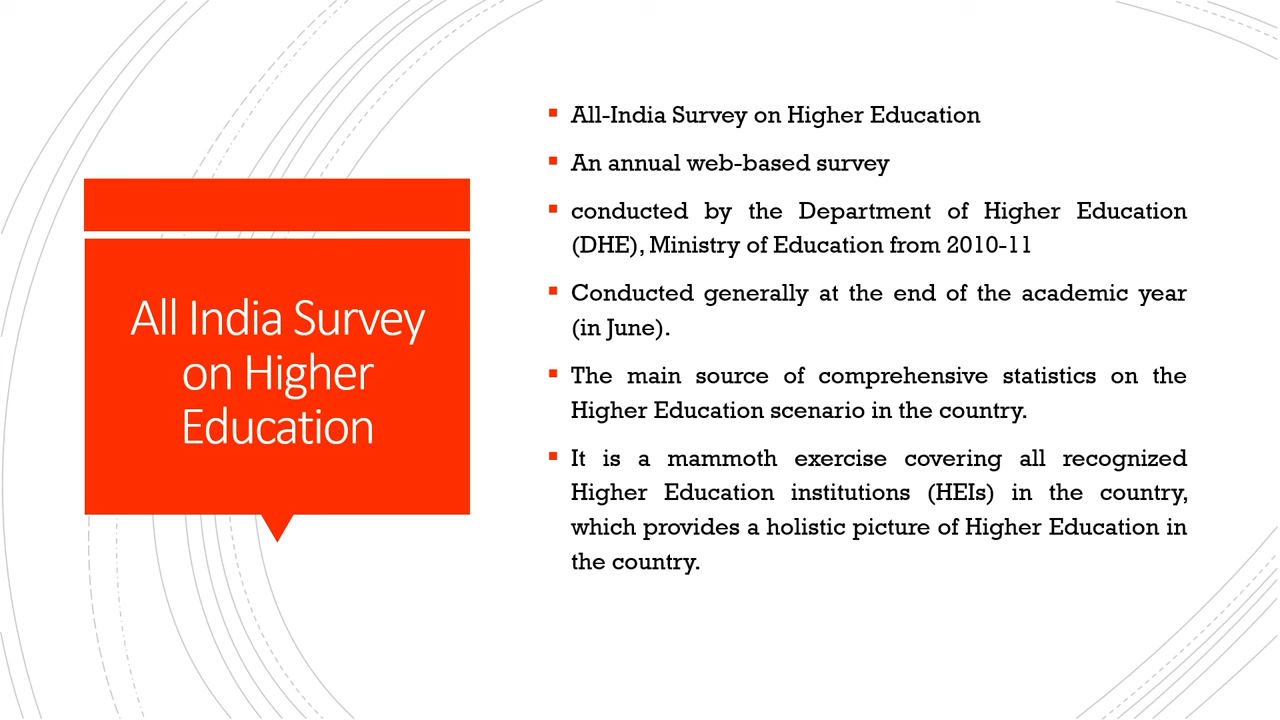 All India Survey
on Higher
Education
All-India Survey on Higher Education
An annual web-based survey
conducted by the Department of Higher Education
(DHE), Ministry of Education from 2010-11
Conducted generally at the end of the academic year
(in June).
The main source of comprehensive statistics on the
Higher Education scenario in the country.
It is a mammoth exercise covering all recognized
Higher Education institutions (HEIs) in the country,
which provides a holistic picture of Higher Education in
the country.